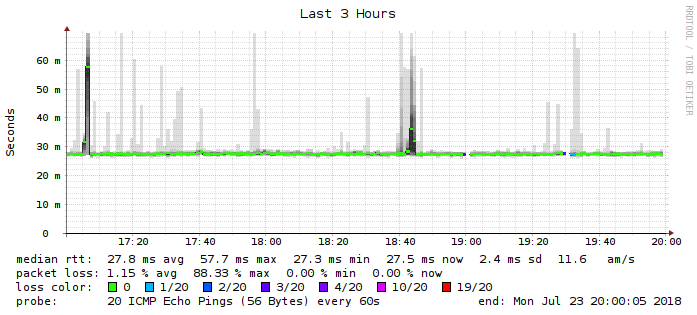 Last 3 Hours
RRDTOOL / TOBI OETIKER
Seconds
60 m
50 m
40 m
30 m
20 m
10 m
0
17:20 17:40 18:00 18:20 18:40 19:00 19:20 19:40 20:00
median rtt: 27.8 ms avg 57.7 ms max 27.3 ms min 27.5 ms now 2.4 ms sd 11.6 am/s
packet loss: 1.15 % avg 88.33 % max 0.00 % min 0.00 % now
loss color: 0 1/20 2/20 3/20 4/20 10/20 19/20
probe: 20 ICMP Echo Pings (56 Bytes) every 60s end: Mon Jul 23 20:00:05 2018